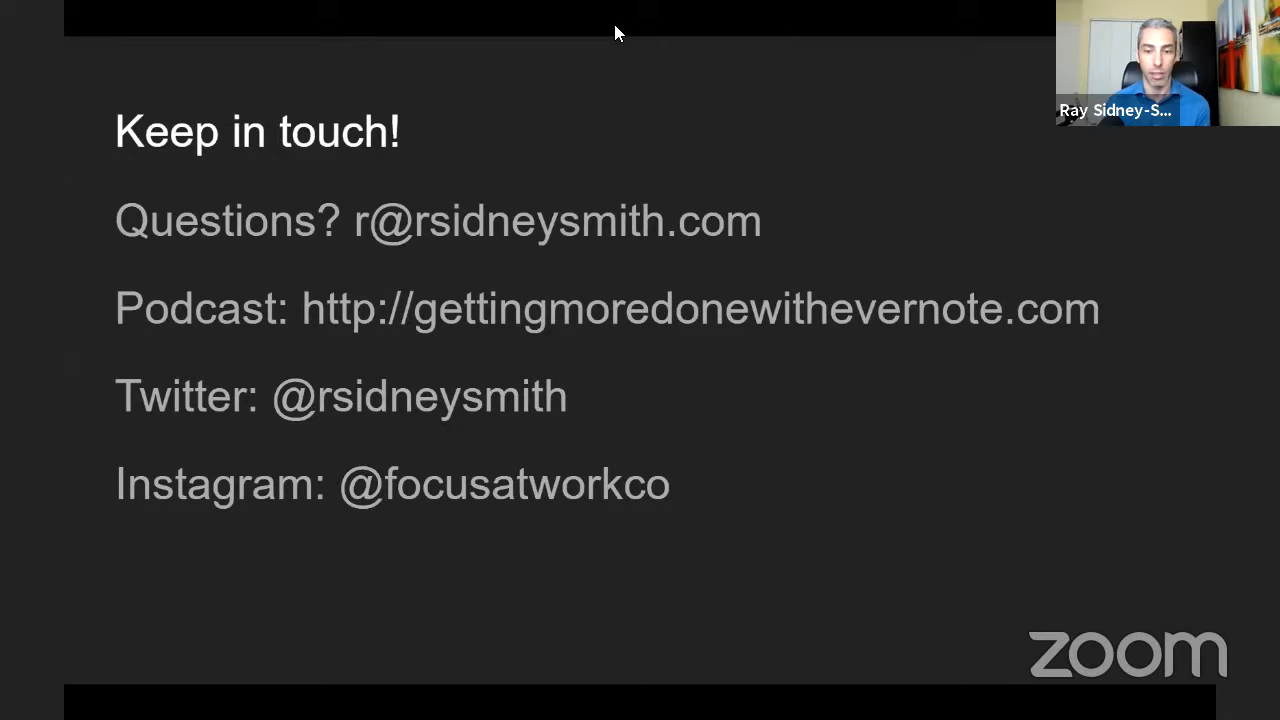 Keep in touch!
Ray Sidney-S...
Questions? r@rsidneysmith.com
Podcast: http://gettingmoredonewithevernote.com
Twitter: @rsidneysmith
Instagram: @focusatworkco
zoom